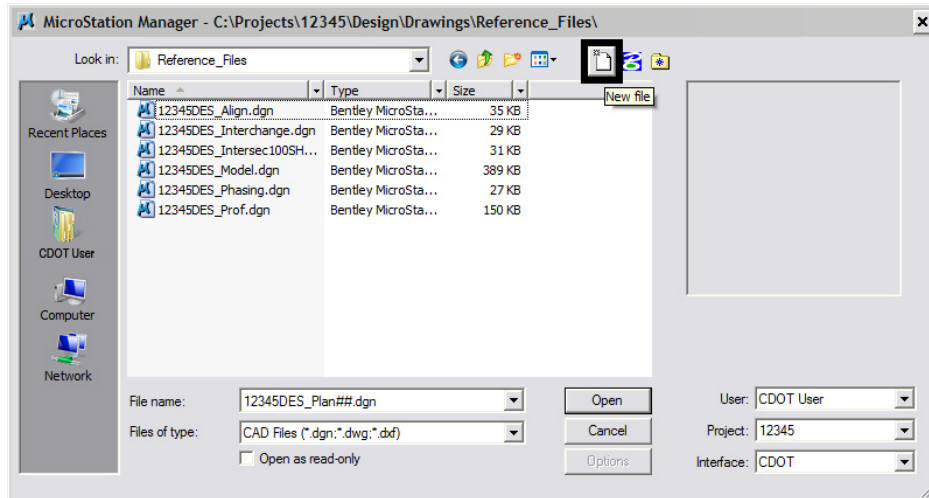 MicroStation Manager - C:\Projects\12345\Design\Drawings\Reference_Files\
Look in: Reference_Files
New file
Name Type Size
12345DES_Align.dgn Bentley MicroSta... 35 KB
12345DES_Interchange.dgn Bentley MicroSta... 29 KB
12345DES_Intersec100SH... Bentley MicroSta... 31 KB
12345DES_Model.dgn Bentley MicroSta... 389 KB
12345DES_Phasing.dgn Bentley MicroSta... 27 KB
12345DES_Prof.dgn Bentley MicroSta... 150 KB
Recent Places
Desktop
CDOT User
Computer
Network
File name: 12345DES_Plan##.dgn Open
Files of type: CAD Files (*.dgn;*.dwg;*.dxf) Cancel
Open as read-only Options
User: CDOT User
Project: 12345
Interface: CDOT